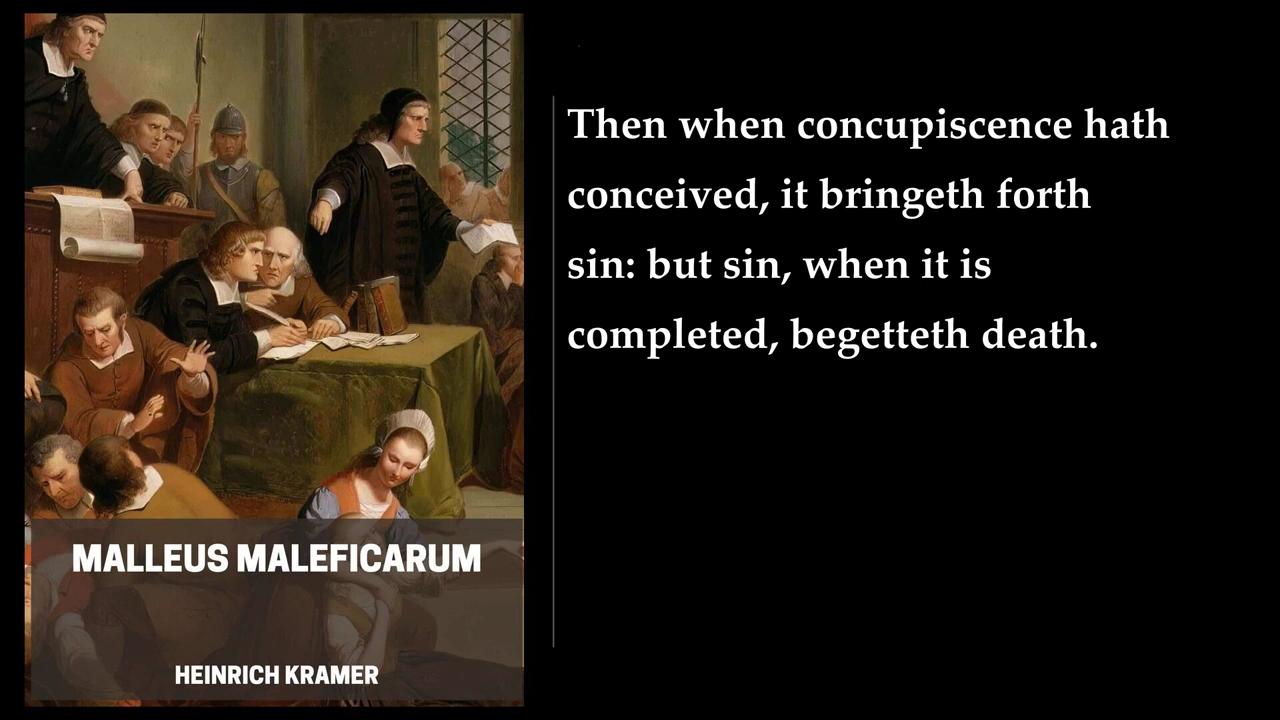 Then when concupiscence hath
conceived, it bringeth forth
sin: but sin, when it is
completed, begetteth death.
MALLEUS MALEFICARUM
HEINRICH KRAMER